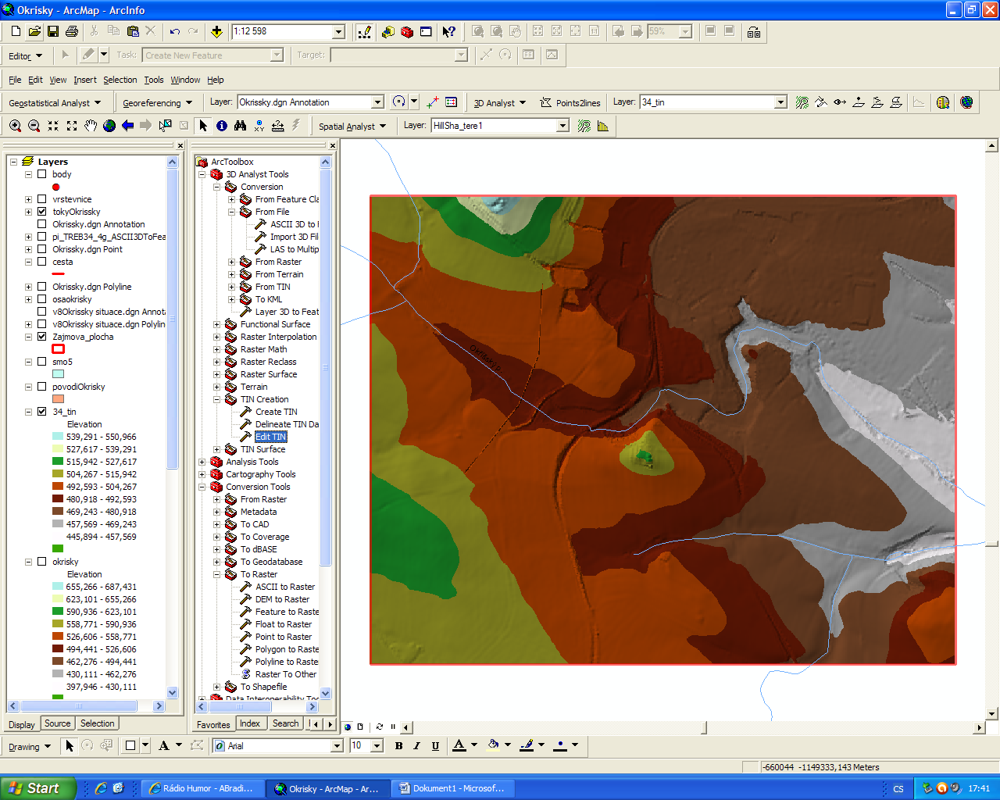 Okrisky - ArcMap - ArcInfo
1:12 598
59%
Editor
Task:
Create New Feature
Target:
File Edit View Insert Selection Tools Window Help
Geostatistical Analyst
Georeferencing
Layer:
Okrissky.dgn Annotation
3D Analyst
Points2lines
Layer:
34_tin
Spatial Analyst
Layer:
HillSha_tere1
Layers
body
vrstevnice
tokyOkrissky
Okrissky.dgn Annotation
pi_TREB34_4g_ASCII3DToFea
Okrissky.dgn Point
cesta
Okrissky.dgn Polyline
osaokrisky
v8Okrissky situace.dgn Annot
v8Okrissky situace.dgn Polylin
Zajmova_plocha
smo5
povodiOkrisky
34_tin
Elevation
539,291 - 550,966
527,617 - 539,291
515,942 - 527,617
504,267 - 515,942
492,593 - 504,267
480,918 - 492,593
469,243 - 480,918
457,569 - 469,243
445,894 - 457,569
okrisky
Elevation
655,266 - 687,431
623,101 - 655,266
590,936 - 623,101
558,771 - 590,936
526,606 - 558,771
494,441 - 526,606
462,276 - 494,441
430,111 - 462,276
397,946 - 430,111
Display Source Selection
ArcToolbox
3D Analyst Tools
Conversion
From Feature Cla
From File
ASCII 3D to F
Import 3D Fil
LAS to Multip
From Raster
From Terrain
From TIN
To KML
Layer 3D to Feat
Functional Surface
Raster Interpolation
Raster Math
Raster Reclass
Raster Surface
Terrain
TIN Creation
Create TIN
Delineate TIN Da
Edit TIN
TIN Surface
Analysis Tools
Cartography Tools
Conversion Tools
From Raster
Metadata
To CAD
To Coverage
To dBASE
To Geodatabase
To Raster
ASCII to Raster
DEM to Raster
Feature to Raste
Float to Raster
Point to Raster
Polygon to Raste
Polyline to Raste
Raster To Other
To Shapefile
Data Interoperability Too
Favorites Index Search
Drawing
A
Arial
10
B I U A
-660044 -1149333,143 Meters
Start
Rádio Humor - ABradi...
Okrisky - ArcMap - Ar...
Dokument1 - Microsof...
CS
17:41